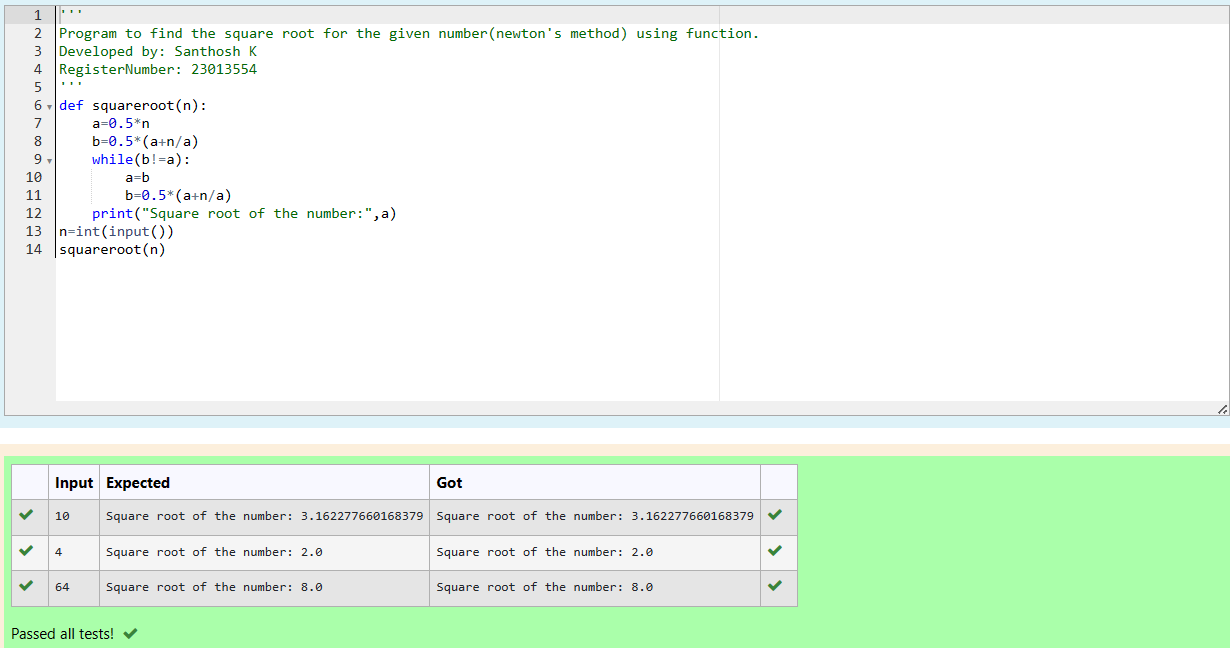 1 '''
2 Program to find the square root for the given number(newton's method) using function.
3 Developed by: Santhosh K
4 RegisterNumber: 23013554
5 '''
6 def squareroot(n):
7     a=0.5*n
8     b=0.5*(a+n/a)
9     while(b!=a):
10         a=b
11         b=0.5*(a+n/a)
12     print("Square root of the number:",a)
13 n=int(input())
14 squareroot(n)
Input Expected Got
10 Square root of the number: 3.162277660168379 Square root of the number: 3.162277660168379
4 Square root of the number: 2.0 Square root of the number: 2.0
64 Square root of the number: 8.0 Square root of the number: 8.0
Passed all tests!